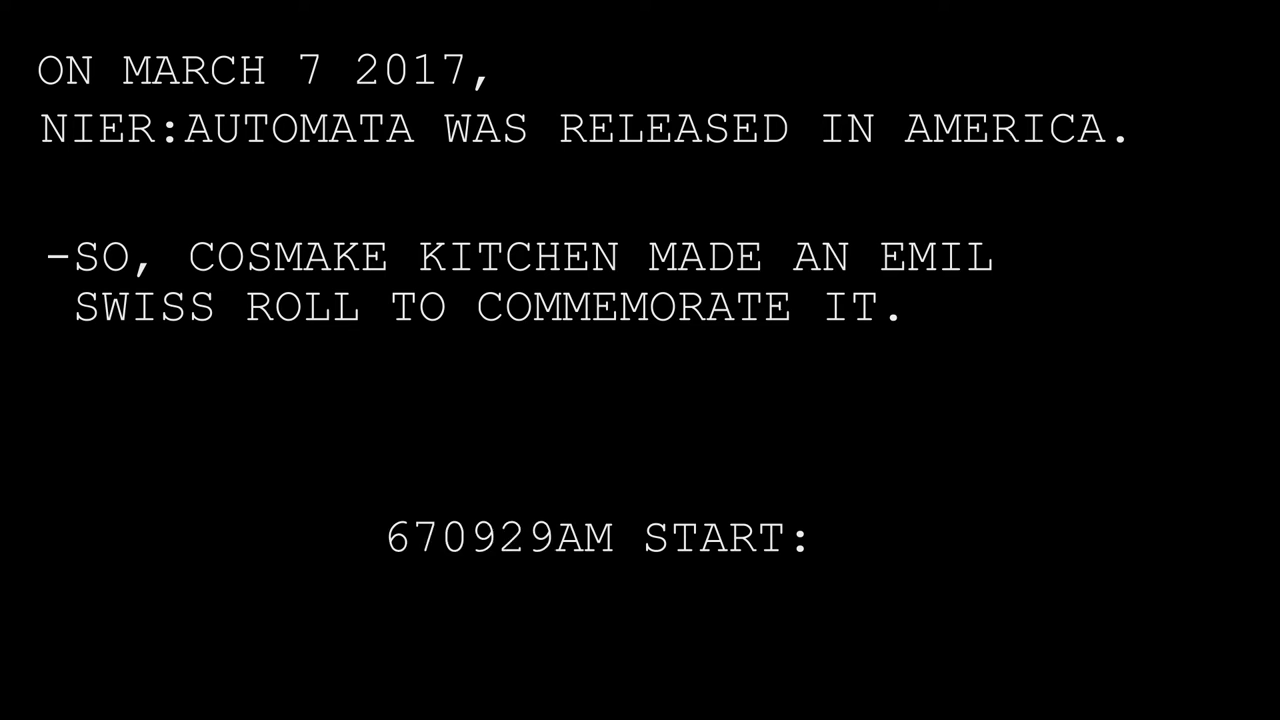 ON MARCH 7 2017,
NIER:AUTOMATA WAS RELEASED IN AMERICA.
-SO, COSMAKE KITCHEN MADE AN EMIL
SWISS ROLL TO COMMEMORATE IT.
670929AM START: